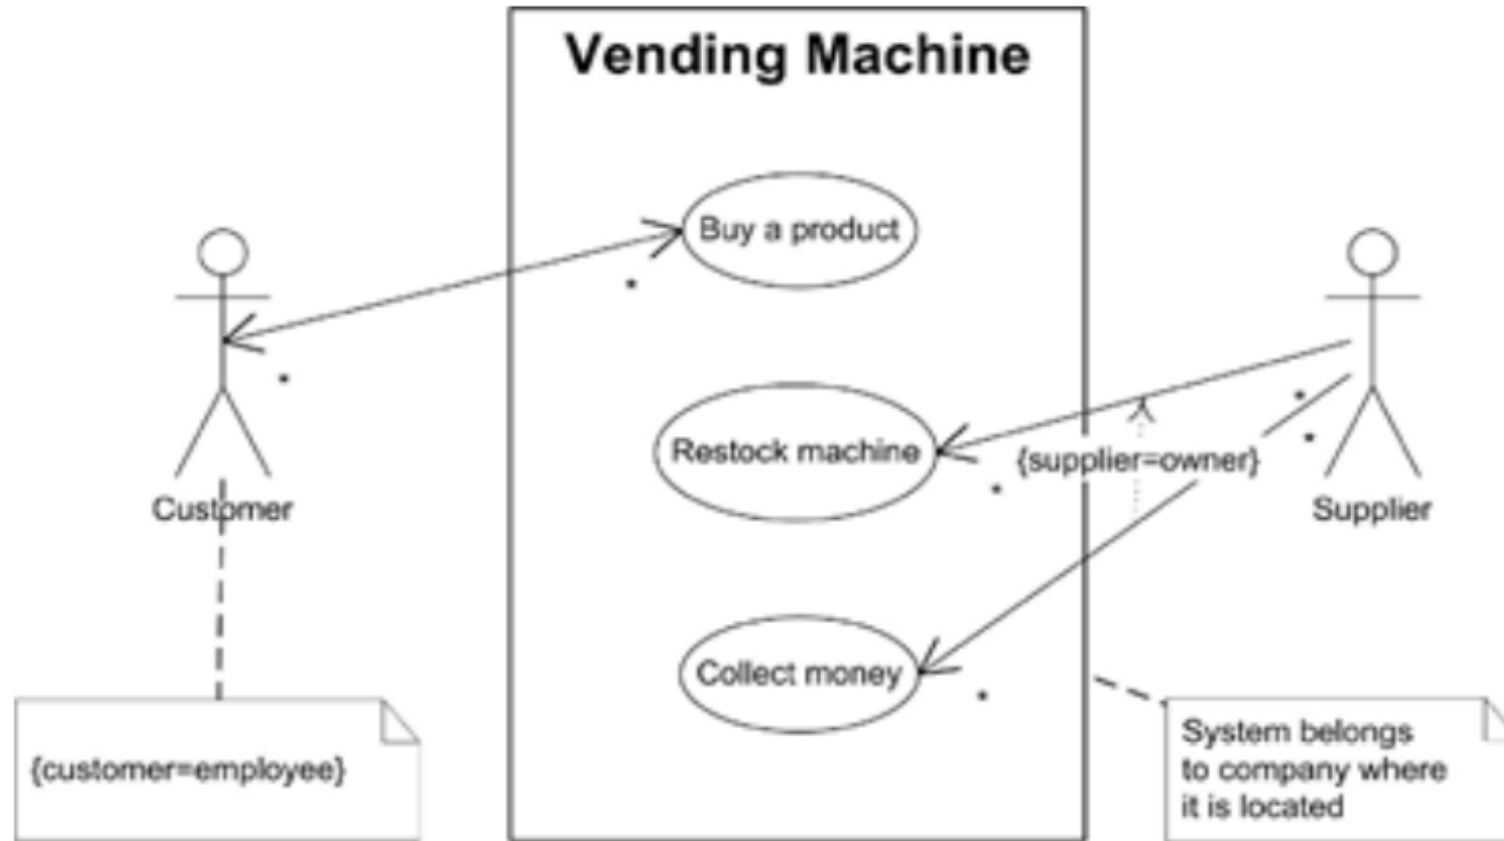 Vending Machine
Buy a product
*
*
Restock machine
*
*
*
{supplier=owner}
Customer
Supplier
Collect money
*
{customer=employee}
System belongs
to company where
it is located